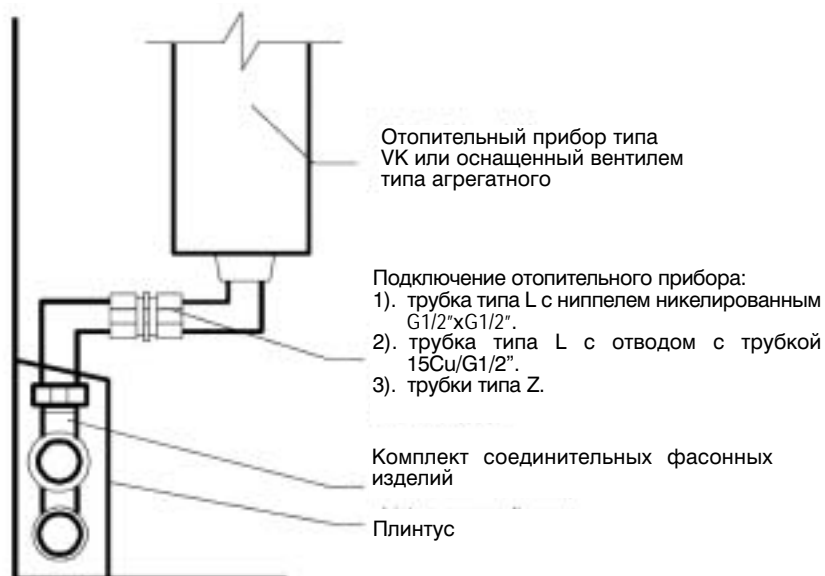 Отопительный прибор типа
VK или оснащенный вентилем
типа агрегатного
Подключение отопительного прибора:
1). трубка типа L с ниппелем никелированным
G1/2"xG1/2".
2). трубка типа L с отводом с трубкой
15Cu/G1/2”.
3). трубки типа Z.
Комплект соединительных фасонных
изделий
Плинтус